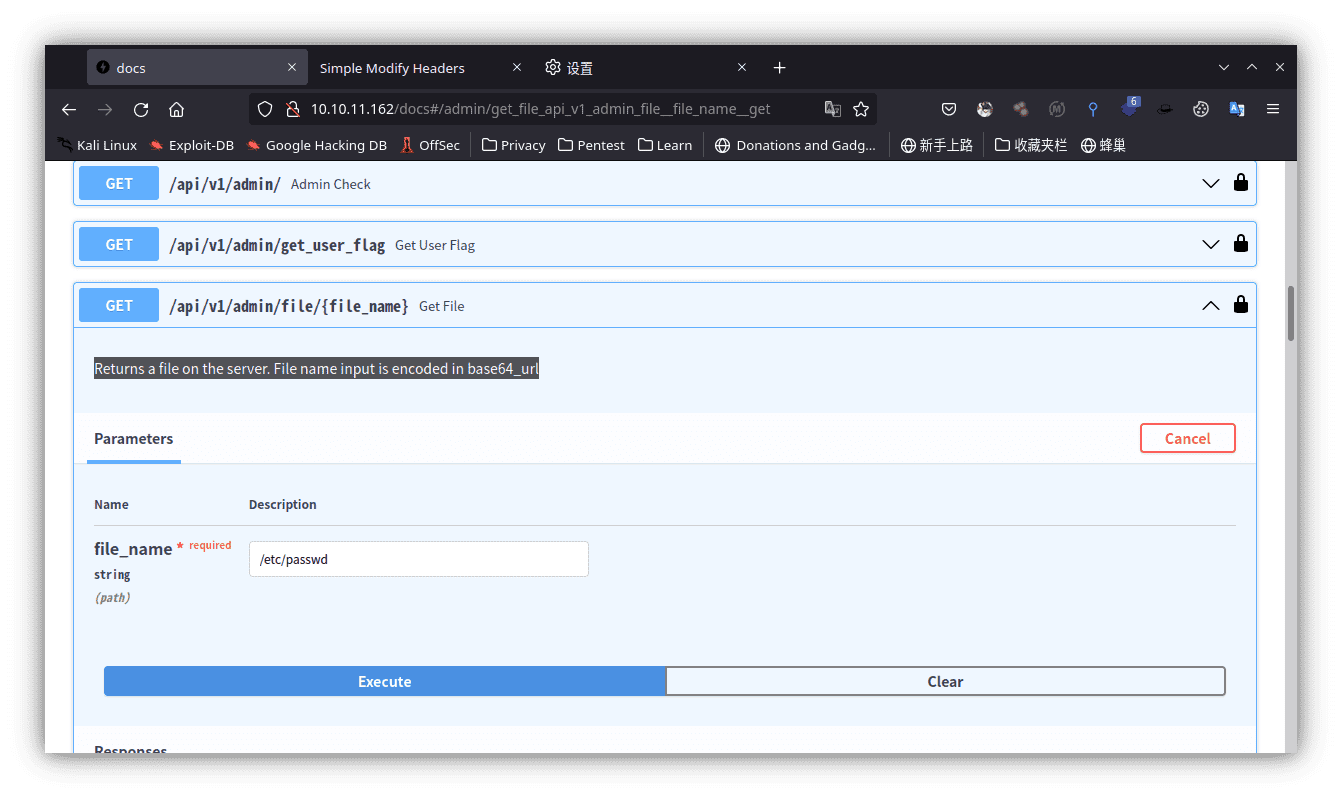 docs
Simple Modify Headers
设置
10.10.11.162/docs#/admin/get_file_api_v1_admin_file__file_name__get
6
Kali Linux Exploit-DB Google Hacking DB OffSec Privacy Pentest Learn Donations and Gadg... 新手上路 收藏夹栏 蜂巢
GET /api/v1/admin/ Admin Check
GET /api/v1/admin/get_user_flag Get User Flag
GET /api/v1/admin/file/{file_name} Get File
Returns a file on the server. File name input is encoded in base64_url
Parameters Cancel
Name Description
file_name * required
/etc/passwd
string
(path)
Execute Clear
Responses